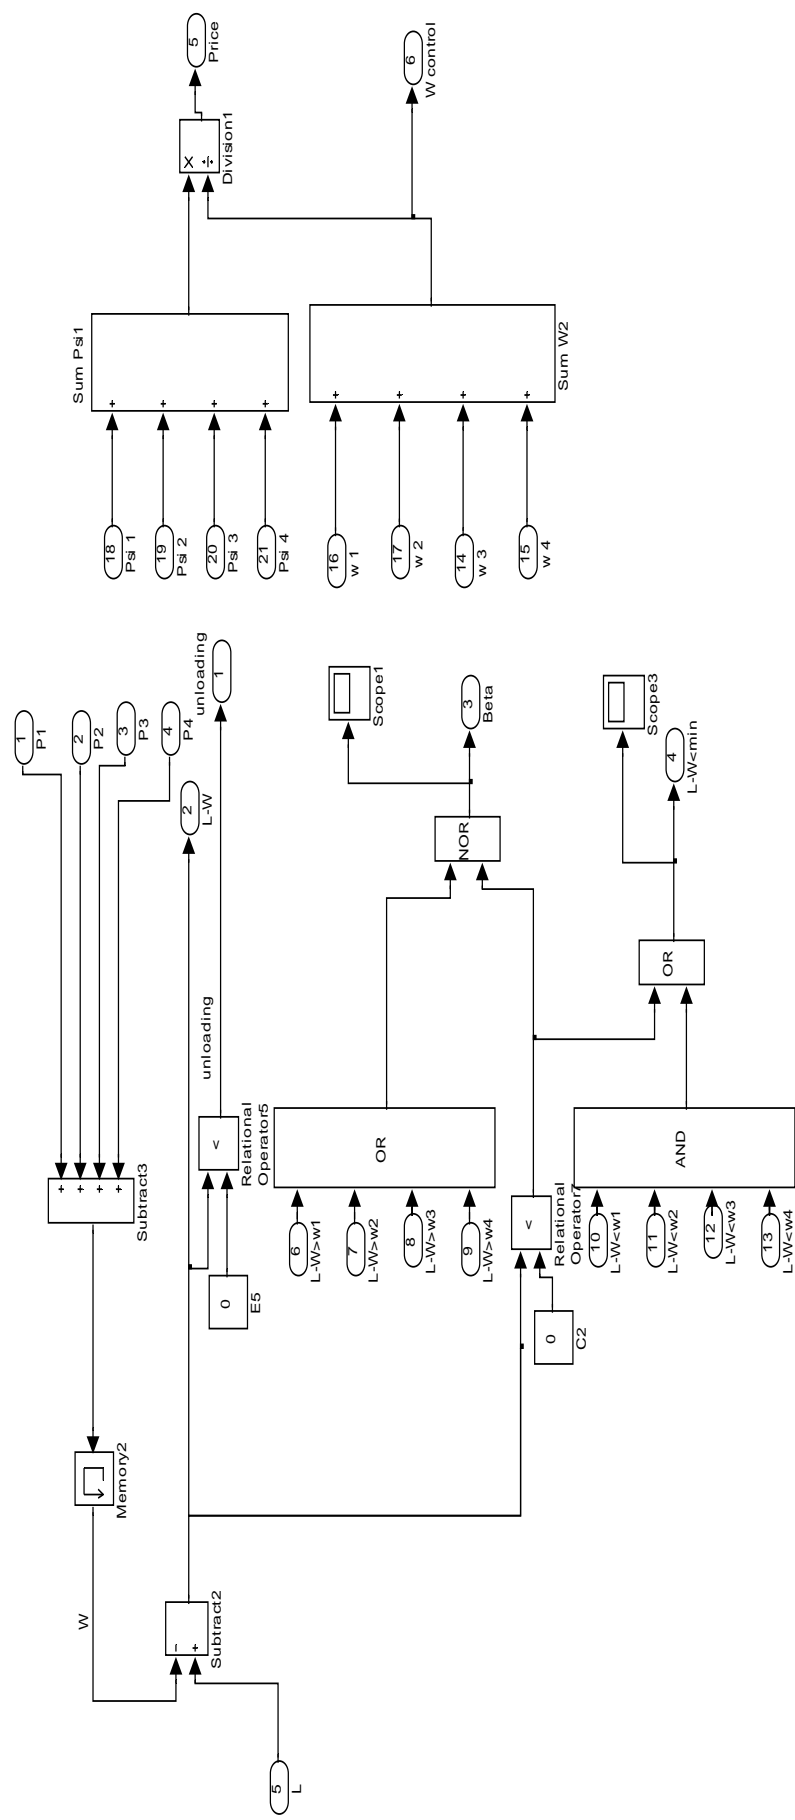 5
L
W
-
+
Subtract2
Memory2
+
+
+
+
Subtract3
1
P1
2
P2
3
P3
4
P4
2
L-W
0
E5
<
Relational
Operator5
unloading
unloading
1
6
L-W>w1
7
L-W>w2
8
L-W>w3
9
L-W>w4
OR
0
C2
<
Relational
Operator7
NOR
Scope1
3
Beta
10
L-W<w1
11
L-W<w2
12
L-W<w3
13
L-W<w4
AND
OR
Scope3
4
L-W<min
18
Psi 1
19
Psi 2
20
Psi 3
21
Psi 4
Sum Psi1
+
+
+
+
16
w 1
17
w 2
14
w 3
15
w 4
+
+
+
+
Sum W2
X
÷
Division1
5
Price
6
W control